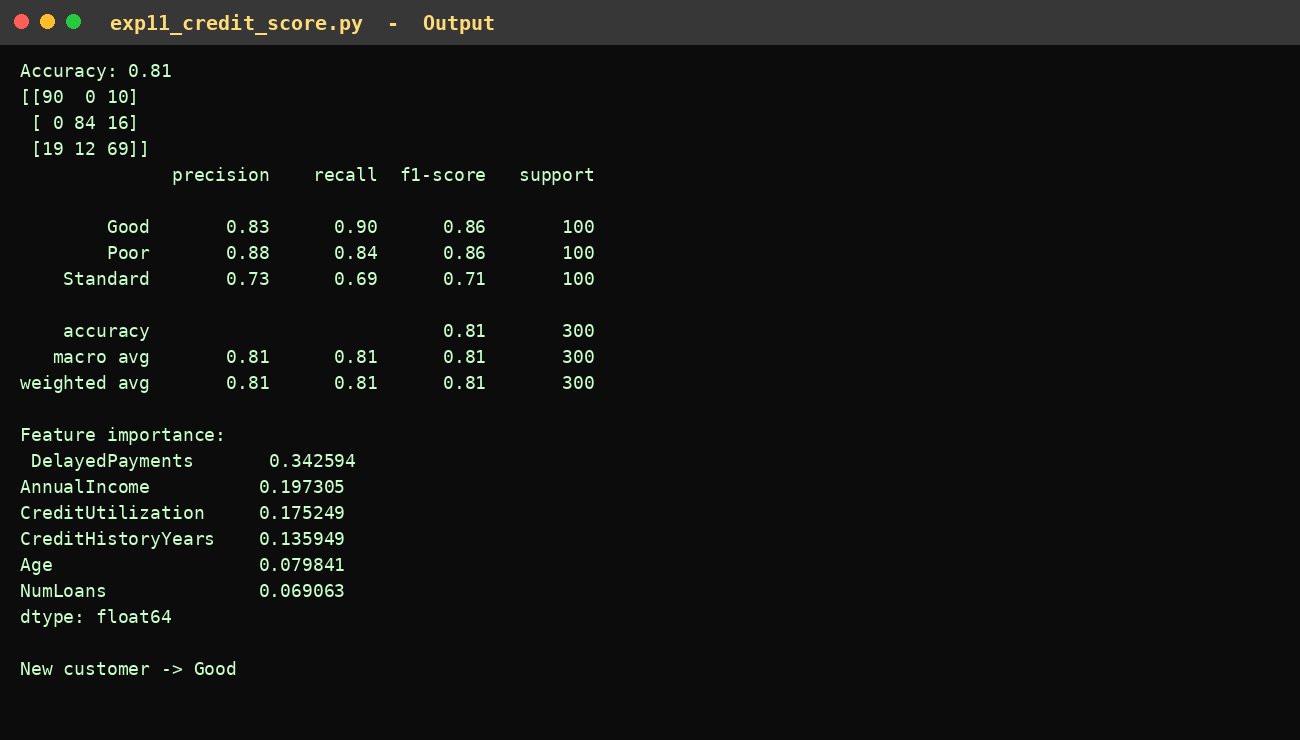 exp11_credit_score.py  -  Output
Accuracy: 0.81
[[90  0 10]
 [ 0 84 16]
 [19 12 69]]
              precision    recall  f1-score   support

        Good       0.83      0.90      0.86       100
        Poor       0.88      0.84      0.86       100
    Standard       0.73      0.69      0.71       100

    accuracy                           0.81       300
   macro avg       0.81      0.81      0.81       300
weighted avg       0.81      0.81      0.81       300

Feature importance:
 DelayedPayments       0.342594
AnnualIncome          0.197305
CreditUtilization     0.175249
CreditHistoryYears    0.135949
Age                   0.079841
NumLoans              0.069063
dtype: float64

New customer -> Good